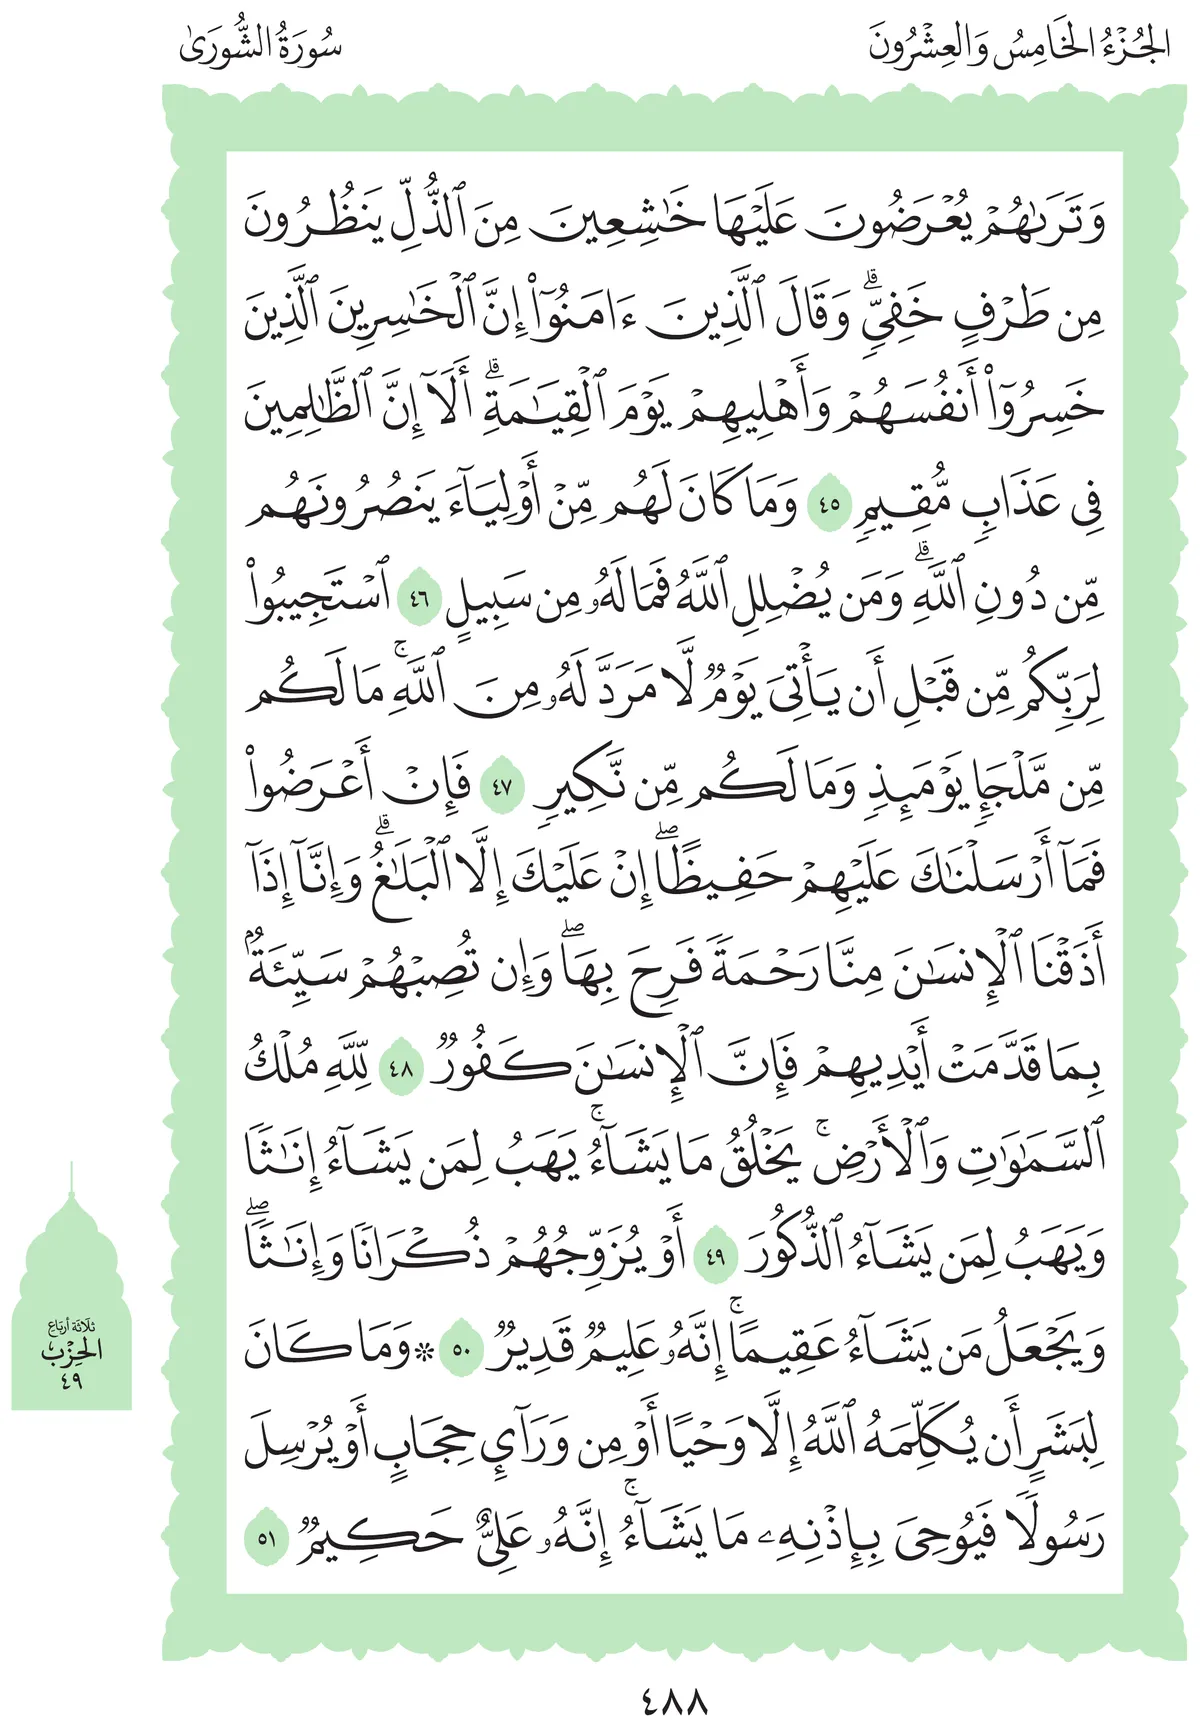 الجُزْءُ الخَامِسُ وَالعِشْرُونَ
سُورَةُ الشُّورَىٰ
وَتَرَىٰهُمۡ يُعۡرَضُونَ عَلَيۡهَا خَٰشِعِينَ مِنَ ٱلذُّلِّ يَنظُرُونَ
مِن طَرۡفٍ خَفِيّٖۗ وَقَالَ ٱلَّذِينَ ءَامَنُوٓاْ إِنَّ ٱلۡخَٰسِرِينَ ٱلَّذِينَ
خَسِرُوٓاْ أَنفُسَهُمۡ وَأَهۡلِيهِمۡ يَوۡمَ ٱلۡقِيَٰمَةِۗ أَلَآ إِنَّ ٱلظَّٰلِمِينَ
فِي عَذَابٖ مُّقِيمٖ ٤٥ وَمَا كَانَ لَهُم مِّنۡ أَوۡلِيَآءَ يَنصُرُونَهُم
مِّن دُونِ ٱللَّهِۗ وَمَن يُضۡلِلِ ٱللَّهُ فَمَا لَهُۥ مِن سَبِيلٍ ٤٦ ٱسۡتَجِيبُواْ
لِرَبِّكُم مِّن قَبۡلِ أَن يَأۡتِيَ يَوۡمٞ لَّا مَرَدَّ لَهُۥ مِنَ ٱللَّهِۚ مَا لَكُم
مِّن مَّلۡجَإٖ يَوۡمَئِذٖ وَمَا لَكُم مِّن نَّكِيرٖ ٤٧ فَإِنۡ أَعۡرَضُواْ
فَمَآ أَرۡسَلۡنَٰكَ عَلَيۡهِمۡ حَفِيظًاۖ إِنۡ عَلَيۡكَ إِلَّا ٱلۡبَلَٰغُۗ وَإِنَّآ إِذَآ
أَذَقۡنَا ٱلۡإِنسَٰنَ مِنَّا رَحۡمَةٗ فَرِحَ بِهَاۖ وَإِن تُصِبۡهُمۡ سَيِّئَةُۢ
بِمَا قَدَّمَتۡ أَيۡدِيهِمۡ فَإِنَّ ٱلۡإِنسَٰنَ كَفُورٞ ٤٨ لِّلَّهِ مُلۡكُ
ٱلسَّمَٰوَٰتِ وَٱلۡأَرۡضِۚ يَخۡلُقُ مَا يَشَآءُۚ يَهَبُ لِمَن يَشَآءُ إِنَٰثٗا
وَيَهَبُ لِمَن يَشَآءُ ٱلذُّكُورَ ٤٩ أَوۡ يُزَوِّجُهُمۡ ذُكۡرَانٗا وَإِنَٰثٗاۖ
وَيَجۡعَلُ مَن يَشَآءُ عَقِيمًاۚ إِنَّهُۥ عَلِيمٞ قَدِيرٞ ٥٠ ۞ وَمَا كَانَ
لِبَشَرٍ أَن يُكَلِّمَهُ ٱللَّهُ إِلَّا وَحۡيًا أَوۡ مِن وَرَآيِٕ حِجَابٍ أَوۡ يُرۡسِلَ
رَسُولٗا فَيُوحِيَ بِإِذۡنِهِۦ مَا يَشَآءُۚ إِنَّهُۥ عَلِيٌّ حَكِيمٞ ٥١
ثلاثة أرباع
الحِزْب
٤٩
٤٨٨